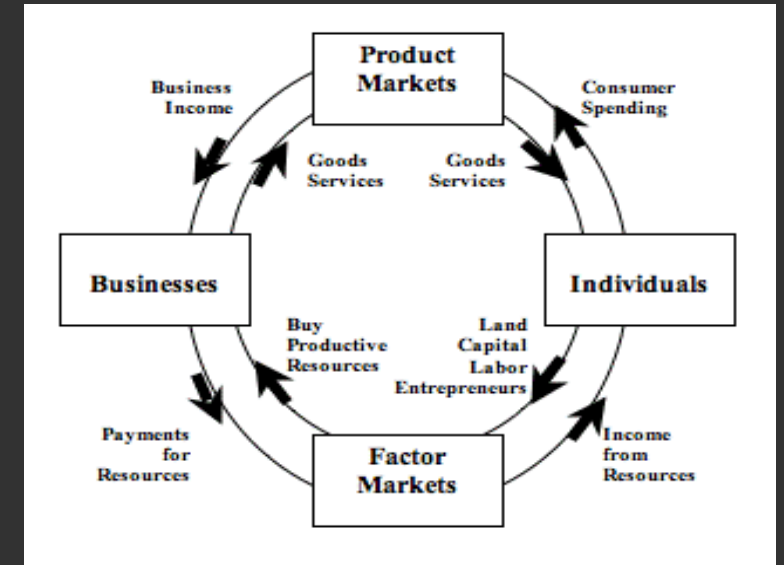 Product
Markets
Business
Income
Consumer
Spending
Goods
Services
Goods
Services
Businesses
Individuals
Buy
Productive
Resources
Land
Capital
Labor
Entrepreneurs
Payments
for
Resources
Factor
Markets
Income
from
Resources